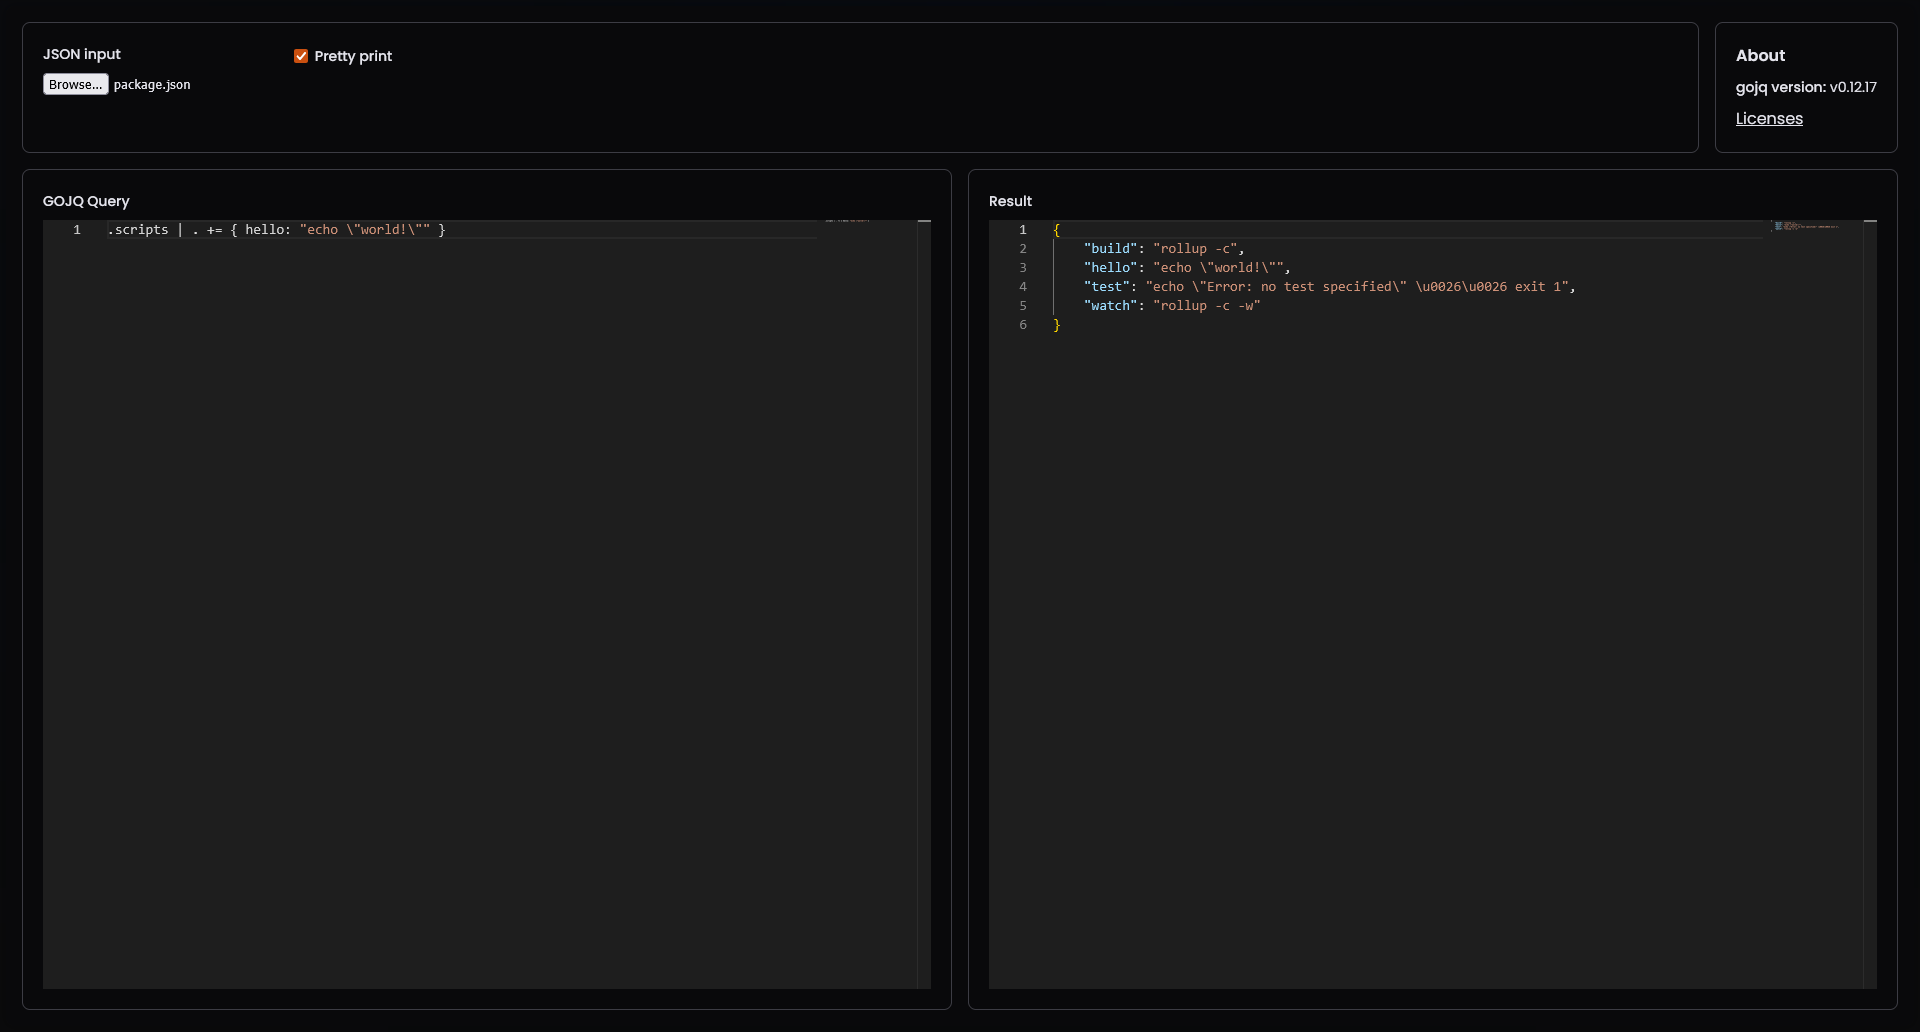 JSON input
Browse... package.json
Pretty print
About
gojq version: v0.12.17
Licenses
GOJQ Query
1 .scripts | . += { hello: "echo \"world!\"" }
Result
1 {
2     "build": "rollup -c",
3     "hello": "echo \"world!\"",
4     "test": "echo \"Error: no test specified\" \u0026\u0026 exit 1",
5     "watch": "rollup -c -w"
6 }